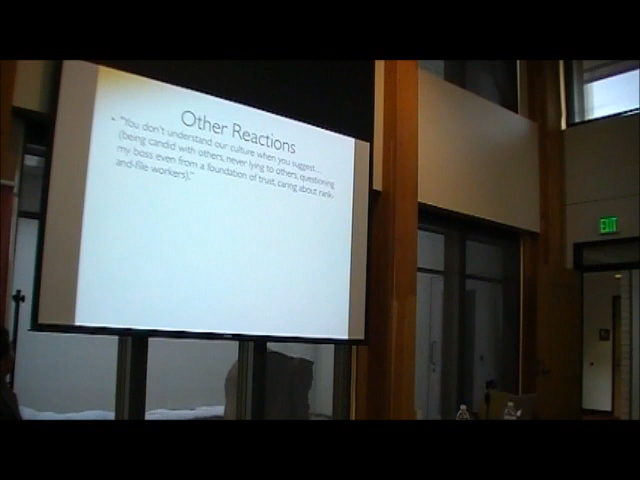 Other Reactions
• "You don't understand our culture when you suggest…
(being candid with others, never lying to others, questioning
my boss even from a foundation of trust, caring about rank-
and-file workers)."
EXIT